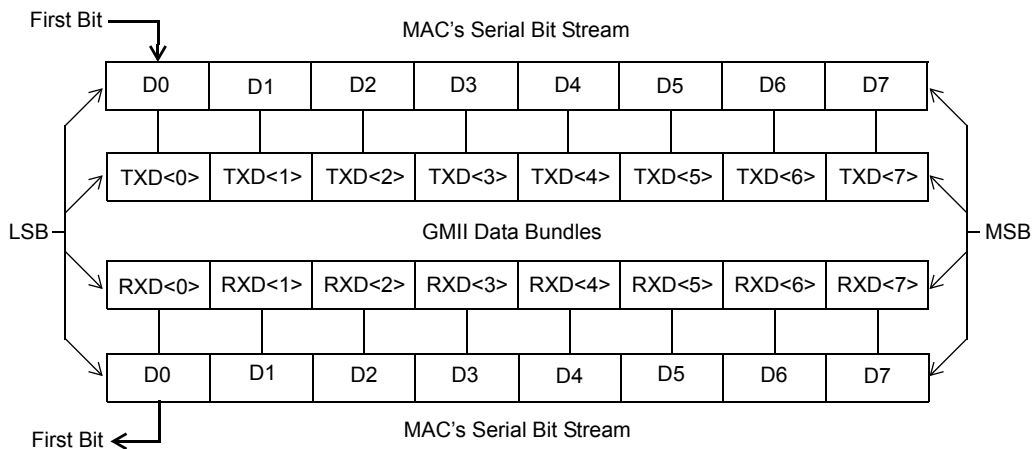 First Bit
MAC's Serial Bit Stream
D0 D1 D2 D3 D4 D5 D6 D7
TXD<0> TXD<1> TXD<2> TXD<3> TXD<4> TXD<5> TXD<6> TXD<7>
LSB GMII Data Bundles MSB
RXD<0> RXD<1> RXD<2> RXD<3> RXD<4> RXD<5> RXD<6> RXD<7>
D0 D1 D2 D3 D4 D5 D6 D7
MAC's Serial Bit Stream
First Bit